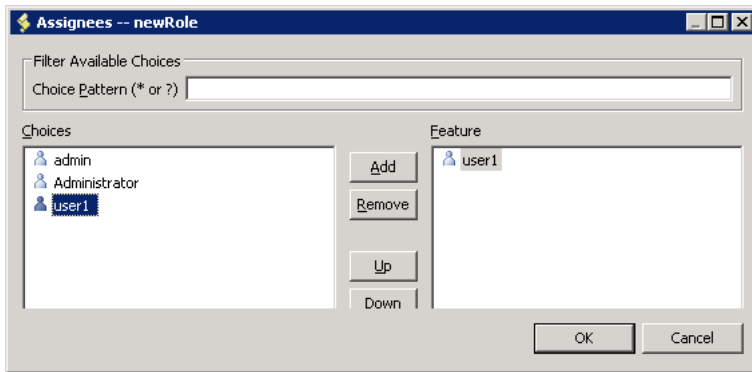 Assignees -- newRole
Filter Available Choices
Choice Pattern (* or ?)
Choices
Feature
admin
Administrator
user1
Add
Remove
Up
Down
user1
OK
Cancel